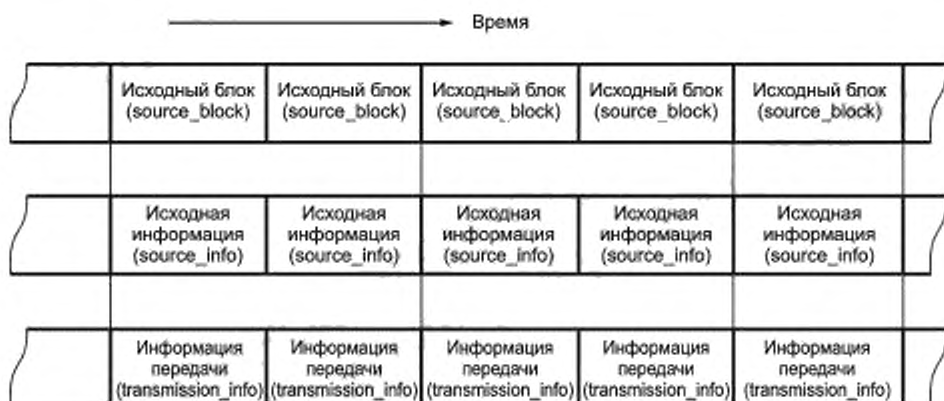 Время
Исходный блок Исходный блок Исходный блок Исходный блок Исходный блок
(source_block) (source_block) (source_block) (source_block) (source_block)
Исходная Исходная Исходная Исходная Исходная
информация информация информация информация информация
(source_info) (source_info) (source_info) (source_info) (source_info)
Информация Информация Информация Информация Информация
передачи передачи передачи передачи передачи
(transmission_info) (transmission_info) (transmission_info) (transmission_info) (transmission_info)